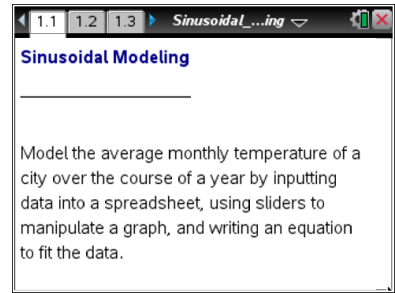 1.1 1.2 1.3 Sinusoidal_...ing
Sinusoidal Modeling
Model the average monthly temperature of a
city over the course of a year by inputting
data into a spreadsheet, using sliders to
manipulate a graph, and writing an equation
to fit the data.